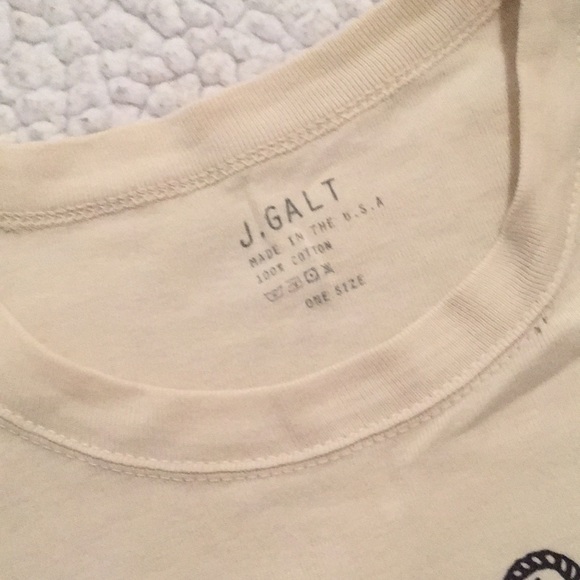 J.GALT
MADE IN THE U.S.A
100% COTTON
ONE SIZE